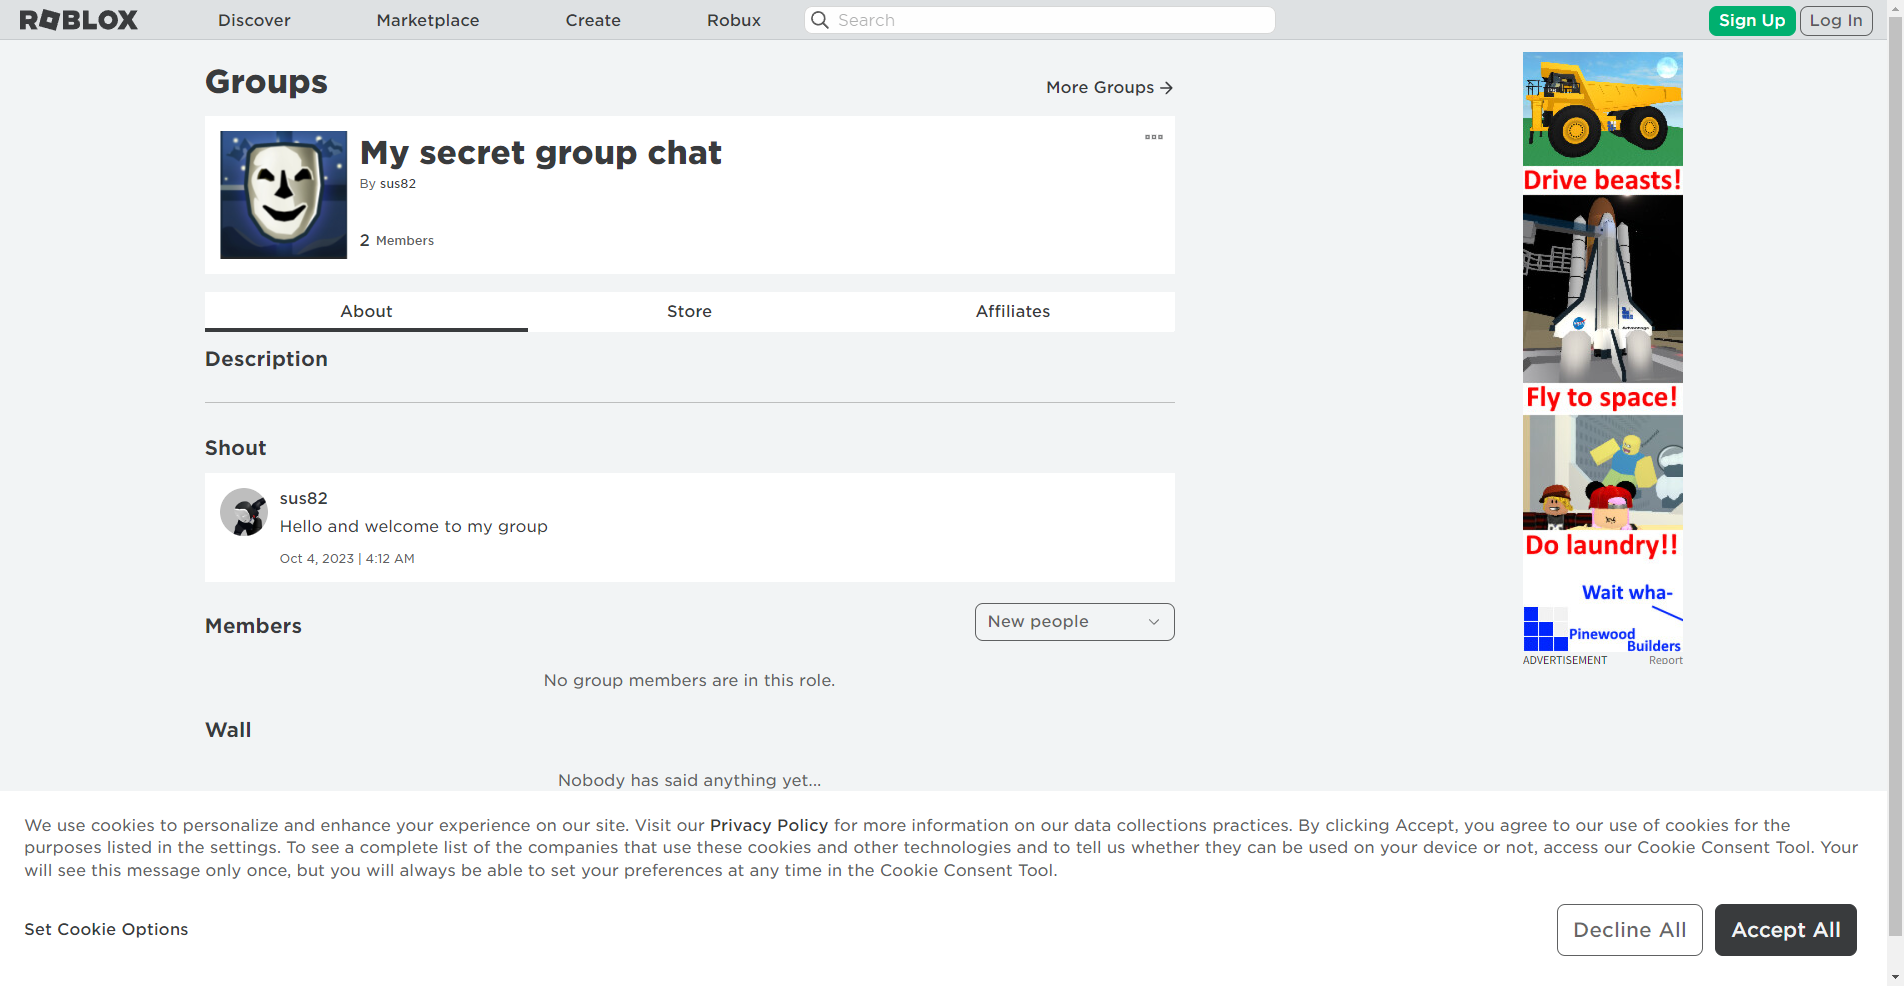 ROBLOX
Discover
Marketplace
Create
Robux
Search
Sign Up
Log In
Groups
More Groups →
My secret group chat
By sus82
2 Members
About
Store
Affiliates
Description
Shout
sus82
Hello and welcome to my group
Oct 4, 2023 | 4:12 AM
Members
New people
No group members are in this role.
Wall
Nobody has said anything yet...
Drive beasts!
Fly to space!
Do laundry!!
Wait wha-
Pinewood
Builders
ADVERTISEMENT
Report
We use cookies to personalize and enhance your experience on our site. Visit our Privacy Policy for more information on our data collections practices. By clicking Accept, you agree to our use of cookies for the
purposes listed in the settings. To see a complete list of the companies that use these cookies and other technologies and to tell us whether they can be used on your device or not, access our Cookie Consent Tool. Your
will see this message only once, but you will always be able to set your preferences at any time in the Cookie Consent Tool.
Set Cookie Options
Decline All
Accept All